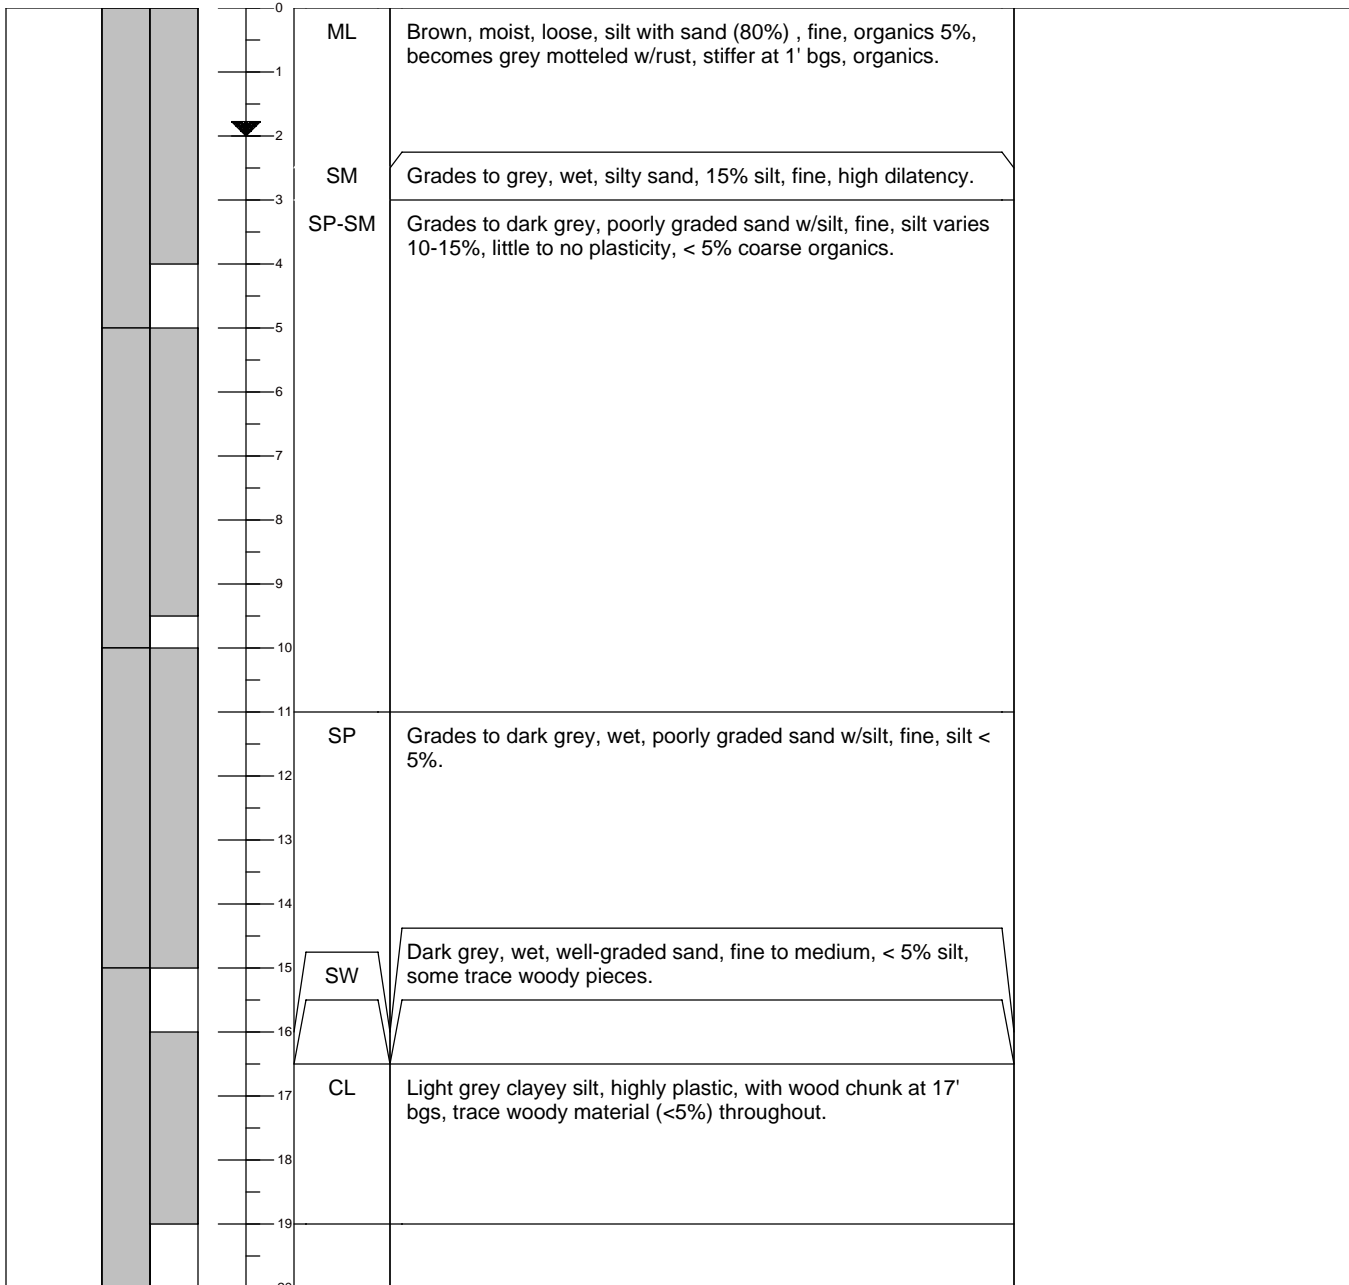 0
ML
Brown, moist, loose, silt with sand (80%) , fine, organics 5%,
becomes grey motteled w/rust, stiffer at 1' bgs, organics.
1
2
SM
Grades to grey, wet, silty sand, 15% silt, fine, high dilatency.
3
SP-SM
Grades to dark grey, poorly graded sand w/silt, fine, silt varies
10-15%, little to no plasticity, < 5% coarse organics.
4
5
6
7
8
9
10
11
SP
Grades to dark grey, wet, poorly graded sand w/silt, fine, silt <
5%.
12
13
14
Dark grey, wet, well-graded sand, fine to medium, < 5% silt,
some trace woody pieces.
15
SW
16
CL
Light grey clayey silt, highly plastic, with wood chunk at 17'
bgs, trace woody material (<5%) throughout.
17
18
19